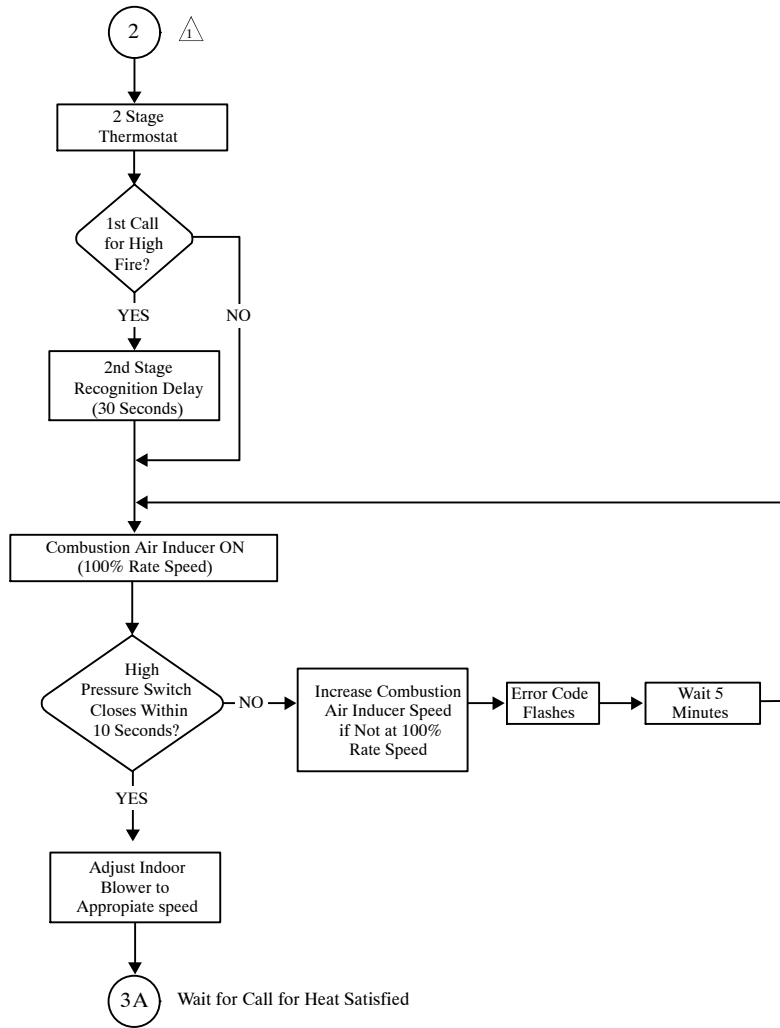 2
1
2 Stage
Thermostat
1st Call
for High
Fire?
YES
NO
2nd Stage
Recognition Delay
(30 Seconds)
Combustion Air Inducer ON
(100% Rate Speed)
High
Pressure Switch
Closes Within
10 Seconds?
NO
Increase Combustion
Air Inducer Speed
if Not at 100%
Rate Speed
Error Code
Flashes
Wait 5
Minutes
YES
Adjust Indoor
Blower to
Appropiate speed
3A
Wait for Call for Heat Satisfied